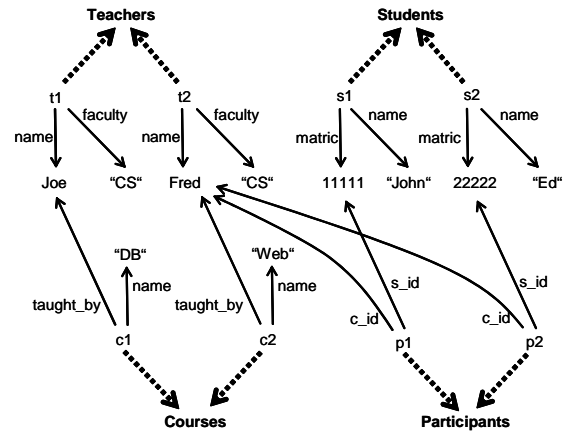 Teachers Students
t1 t2 s1 s2
faculty faculty name name
name name matric matric
Joe "CS“ Fred "CS“ 11111 "John“ 22222 "Ed“
"DB“ "Web“
name name s_id s_id
taught_by taught_by c_id c_id
c1 c2 p1 p2
Courses Participants